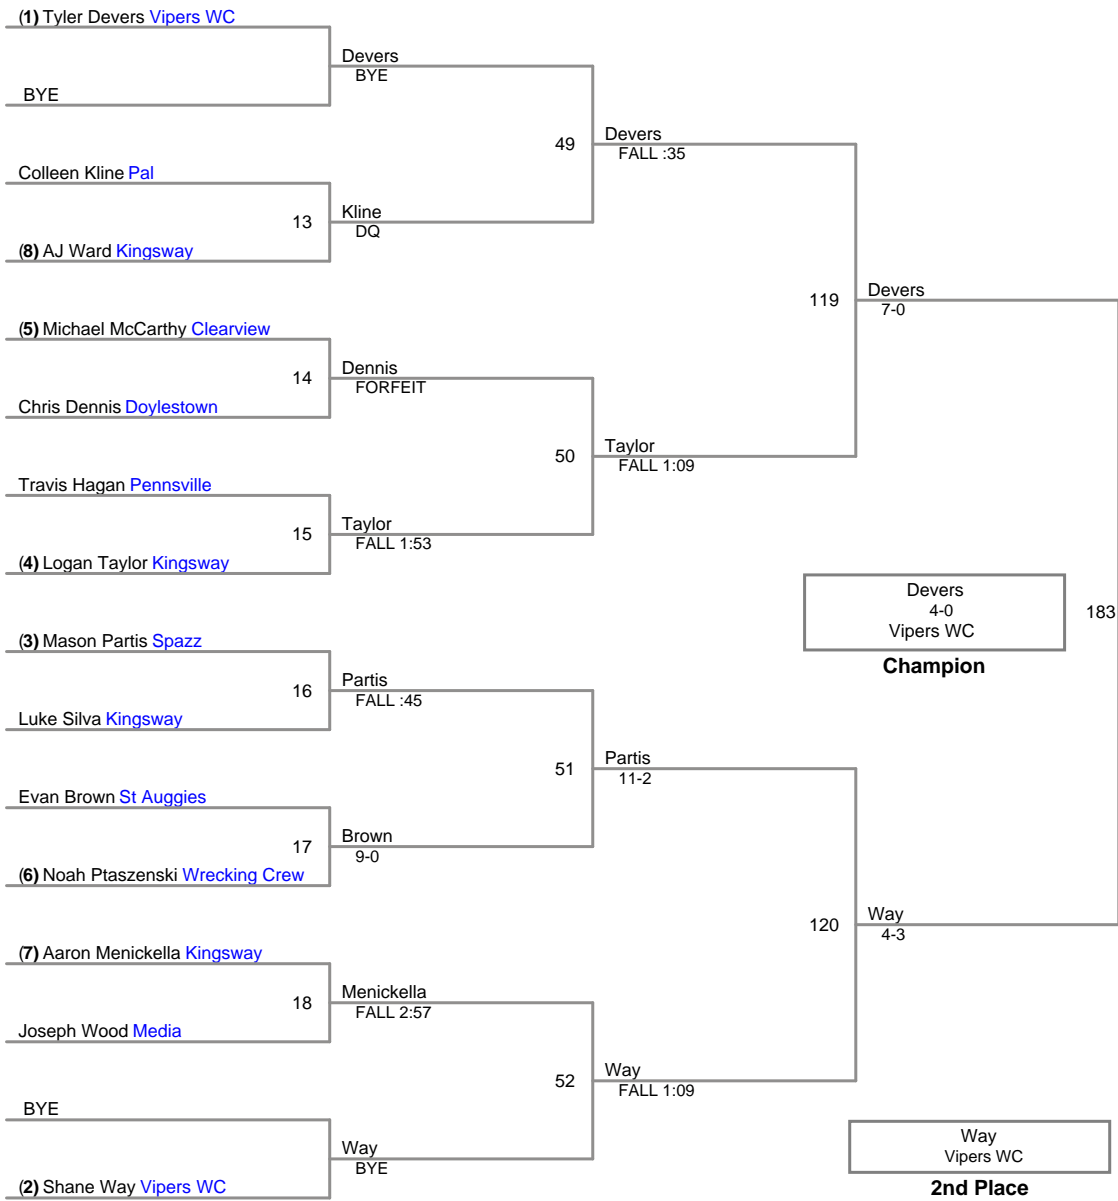 (1) Tyler Devers Vipers WC
BYE
Colleen Kline Pal
(8) AJ Ward Kingsway
(5) Michael McCarthy Clearview
Chris Dennis Doylestown
Travis Hagan Pennsville
(4) Logan Taylor Kingsway
(3) Mason Partis Spazz
Luke Silva Kingsway
Evan Brown St Auggies
(6) Noah Ptaszenski Wrecking Crew
(7) Aaron Menickella Kingsway
Joseph Wood Media
BYE
(2) Shane Way Vipers WC
Devers
BYE
13
Kline
DQ
14
Dennis
FORFEIT
15
Taylor
FALL 1:53
16
Partis
FALL :45
17
Brown
9-0
18
Menickella
FALL 2:57
Way
BYE
49
Devers
FALL :35
50
Taylor
FALL 1:09
51
Partis
11-2
52
Way
FALL 1:09
119
Devers
7-0
120
Way
4-3
183
Devers
4-0
Vipers WC
Champion
Way
Vipers WC
2nd Place